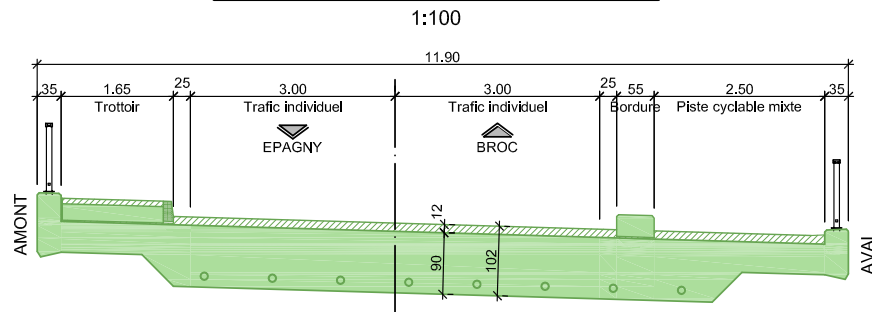 1:100
11.90
35 1.65 25 3.00 3.00 25 55 2.50 35
Trottoir Trafic individuel Trafic individuel Bordure Piste cyclable mixte
EPAGNY BROC
AMONT
AVAL
12
90 102